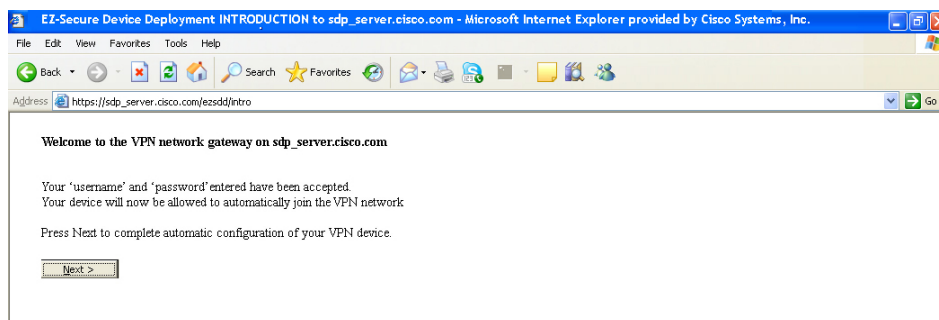 EZ-Secure Device Deployment INTRODUCTION to sdp_server.cisco.com - Microsoft Internet Explorer provided by Cisco Systems, Inc.
File Edit View Favorites Tools Help
Back Search Favorites
Address https://sdp_server.cisco.com/ezsdd/intro Go
Welcome to the VPN network gateway on sdp_server.cisco.com
Your ‘username’ and ‘password’entered have been accepted.
Your device will now be allowed to automatically join the VPN network
Press Next to complete automatic configuration of your VPN device.
Next >